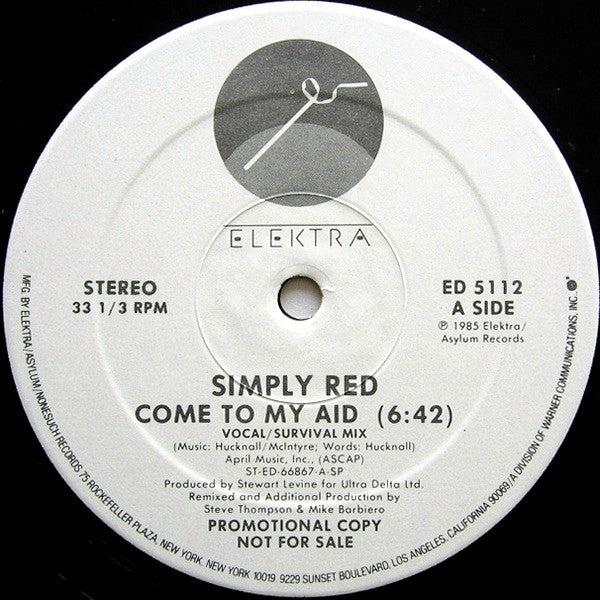 ELEKTRA
STEREO
33 1/3 RPM
ED 5112
A SIDE
℗ 1985 Elektra/
Asylum Records
SIMPLY RED
COME TO MY AID (6:42)
VOCAL/SURVIVAL MIX
(Music: Hucknall/McIntyre; Words: Hucknall)
April Music, Inc., (ASCAP)
ST-ED-66867-A-SP
Produced by Stewart Levine for Ultra Delta Ltd.
Remixed and Additional Production by
Steve Thompson & Mike Barbiero
PROMOTIONAL COPY
NOT FOR SALE
MFG. BY ELEKTRA/ASYLUM/NONESUCH RECORDS 75 ROCKEFELLER PLAZA, NEW YORK, NEW YORK 10019. 9229 SUNSET BOULEVARD, LOS ANGELES, CALIFORNIA 90069/A DIVISION OF WARNER COMMUNICATIONS, INC.